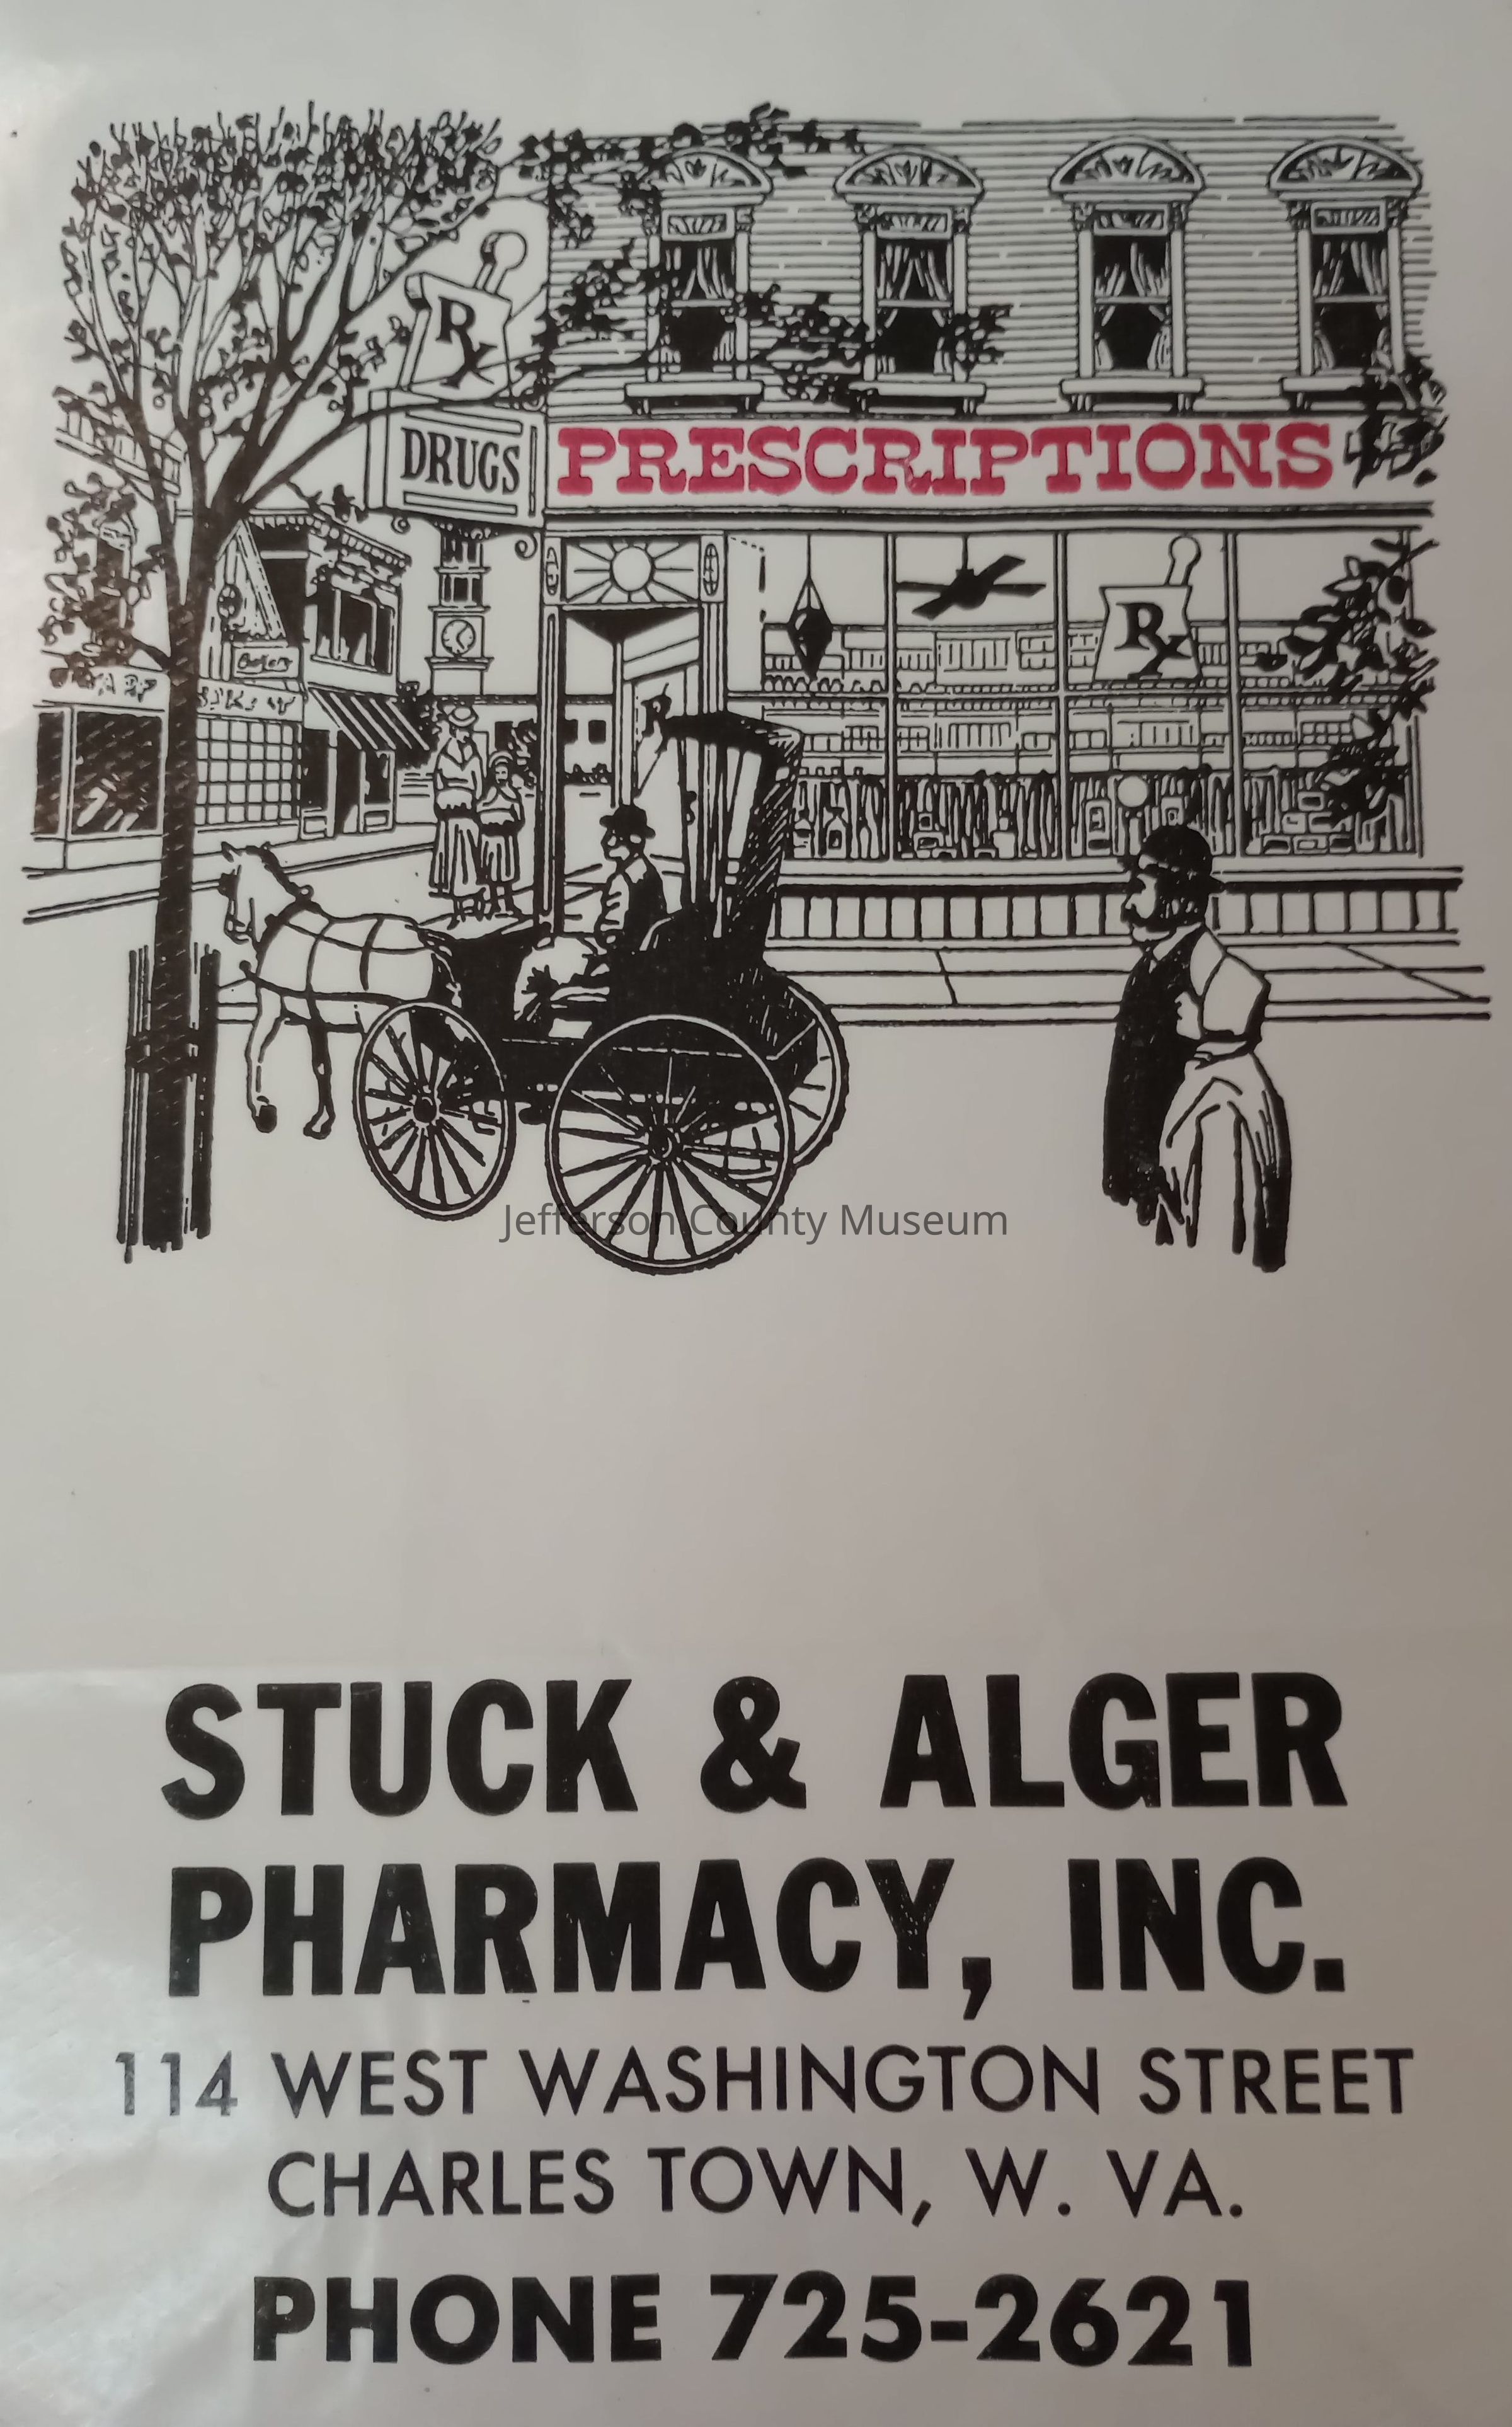 Rx
DRUGS
PRESCRIPTIONS
Rx
Jefferson County Museum
STUCK & ALGER
PHARMACY, INC.
114 WEST WASHINGTON STREET
CHARLES TOWN, W. VA.
PHONE 725-2621